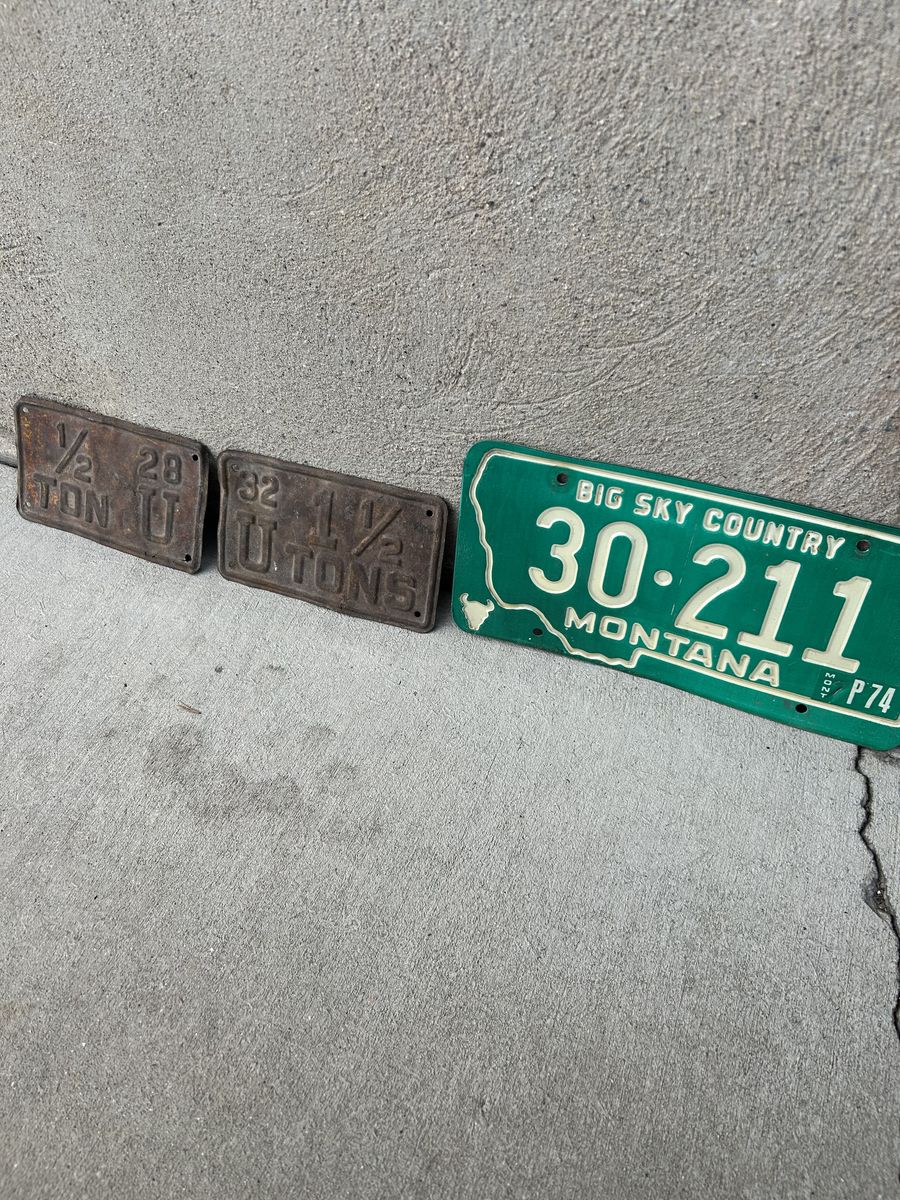 ½ 28
TON U
32 1 ½
U TONS
BIG SKY COUNTRY
30·211
MONTANA
MONT P74